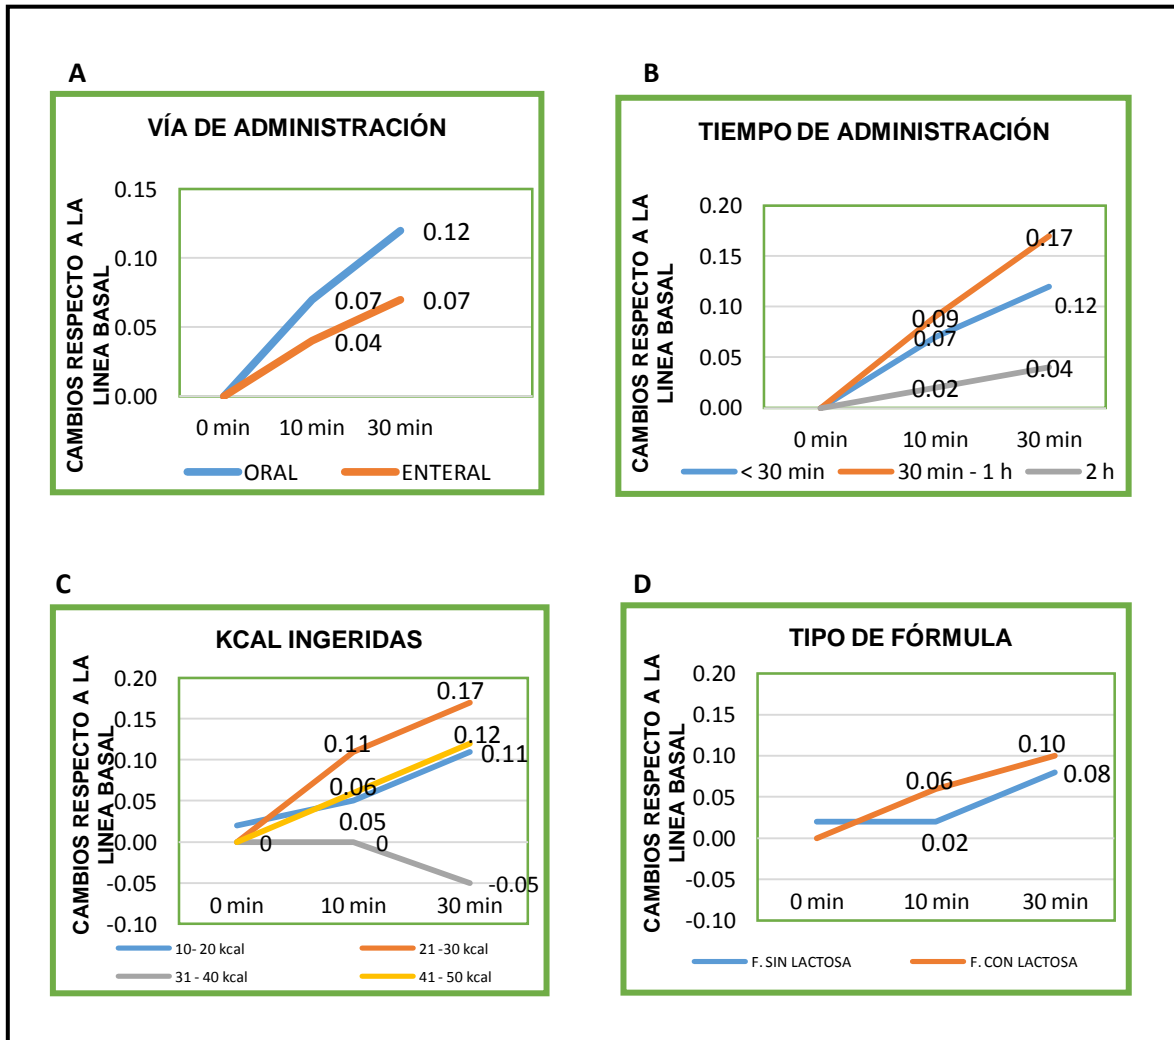 A
VÍA DE ADMINISTRACIÓN
CAMBIOS RESPECTO A LA
LINEA BASAL
0.15
0.10
0.05
0.00
0.12
0.07
0.07
0.04
0 min
10 min
30 min
ORAL
ENTERAL
B
TIEMPO DE ADMINISTRACIÓN
CAMBIOS RESPECTO A LA
LINEA BASAL
0.20
0.15
0.10
0.05
0.00
0.17
0.12
0.09
0.07
0.04
0.02
0 min
10 min
30 min
< 30 min
30 min - 1 h
2 h
C
KCAL INGERIDAS
CAMBIOS RESPECTO A LA
LINEA BASAL
0.20
0.15
0.10
0.05
0.00
-0.05
-0.10
0.17
0.11
0.12
0.11
0.06
0.05
0
0
-0.05
0 min
10 min
30 min
10- 20 kcal
21 -30 kcal
31 - 40 kcal
41 - 50 kcal
D
TIPO DE FÓRMULA
CAMBIOS RESPECTO A LA
LINEA BASAL
0.20
0.15
0.10
0.05
0.00
-0.05
-0.10
0.10
0.06
0.08
0.02
0 min
10 min
30 min
F. SIN LACTOSA
F. CON LACTOSA